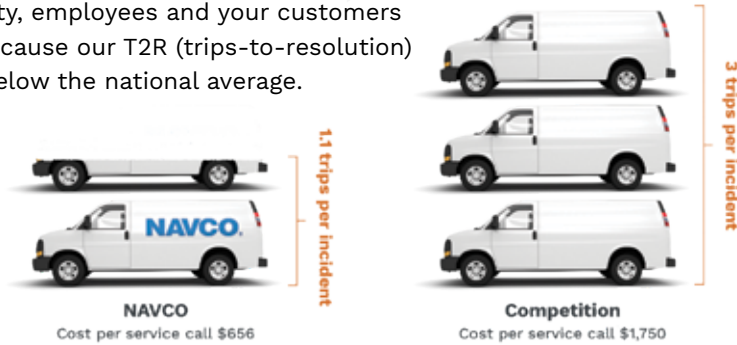 ty, employees and your customers
cause our T2R (trips-to-resolution)
elow the national average.
1.1 trips per incident
NAVCO
NAVCO
Cost per service call $656
3 trips per incident
Competition
Cost per service call $1,750